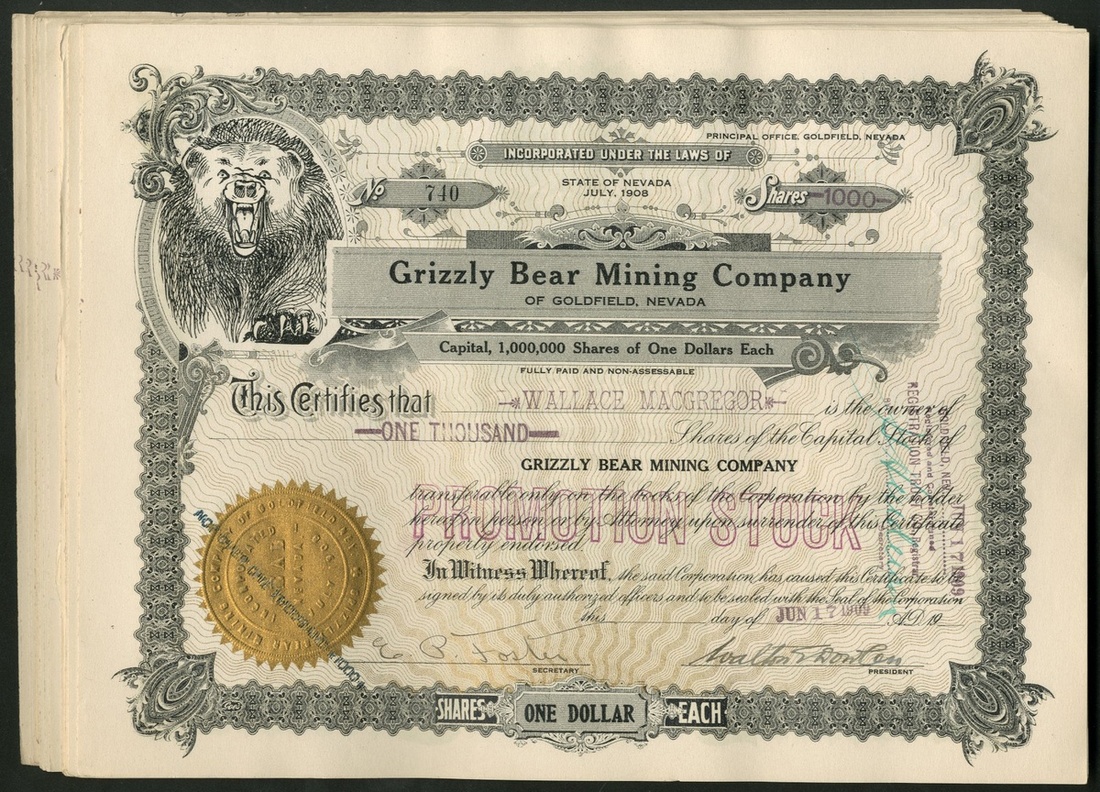 PRINCIPAL OFFICE, GOLDFIELD, NEVADA
INCORPORATED UNDER THE LAWS OF
STATE OF NEVADA
JULY, 1908
No 740
Shares 1000
Grizzly Bear Mining Company
OF GOLDFIELD, NEVADA
Capital, 1,000,000 Shares of One Dollars Each
FULLY PAID AND NON-ASSESSABLE
This Certifies that WALLACE MACGREGOR is the owner of
ONE THOUSAND Shares of the Capital Stock of
GRIZZLY BEAR MINING COMPANY
transferable only on the book of the Corporation by the holder
hereof in person or by Attorney upon surrender of this Certificate
properly endorsed.
PROMOTION STOCK
In Witness Whereof, the said Corporation has caused this Certificate to be
signed by its duly authorized officers and to be sealed with the Seal of the Corporation
this day of JUN 17 1909 A.D. 19
E. P. Foster
SECRETARY
PRESIDENT
SHARES ONE DOLLAR EACH